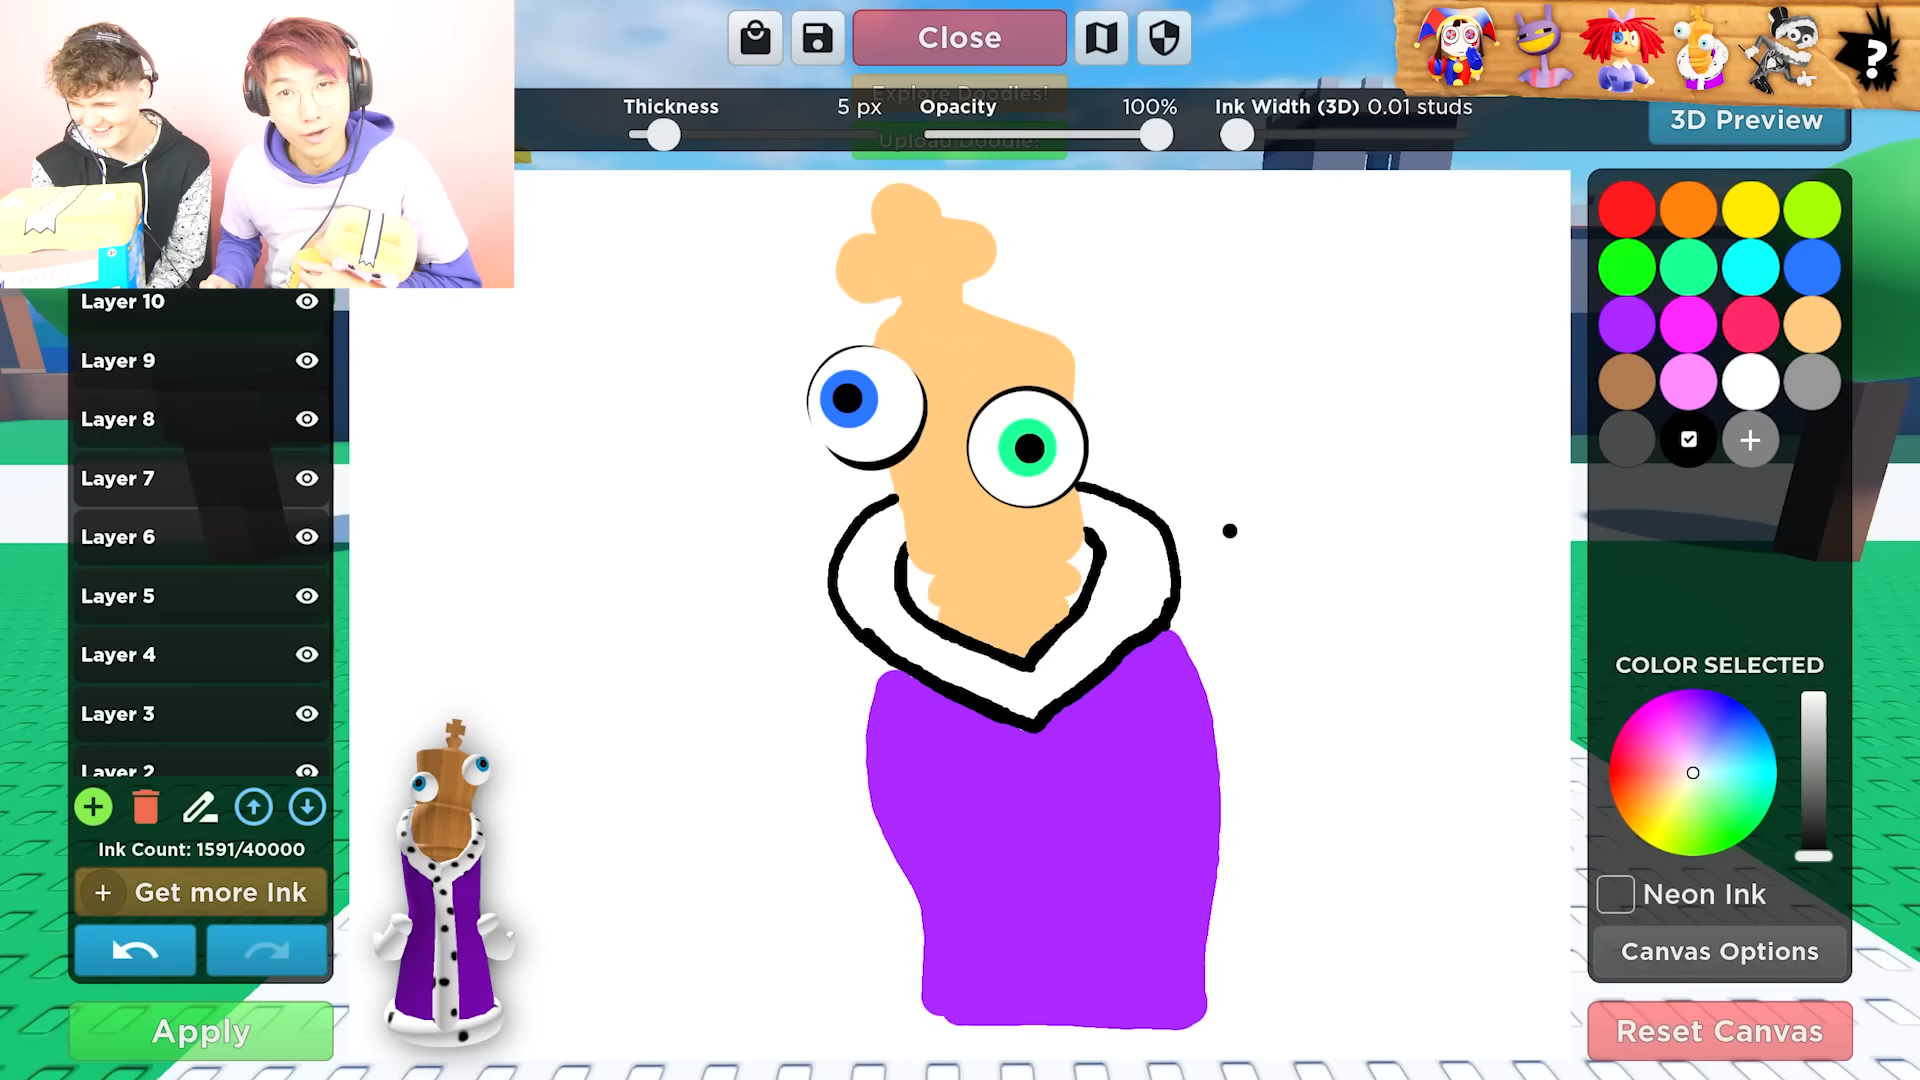 Close
Explore Doodles!
Thickness 5 px Opacity 100% Ink Width (3D) 0.01 studs
Upload Doodle!
3D Preview
?
Layer 10
Layer 9
Layer 8
Layer 7
Layer 6
Layer 5
Layer 4
Layer 3
Layer 2
Ink Count: 1591/40000
+ Get more Ink
Apply
COLOR SELECTED
Neon Ink
Canvas Options
Reset Canvas